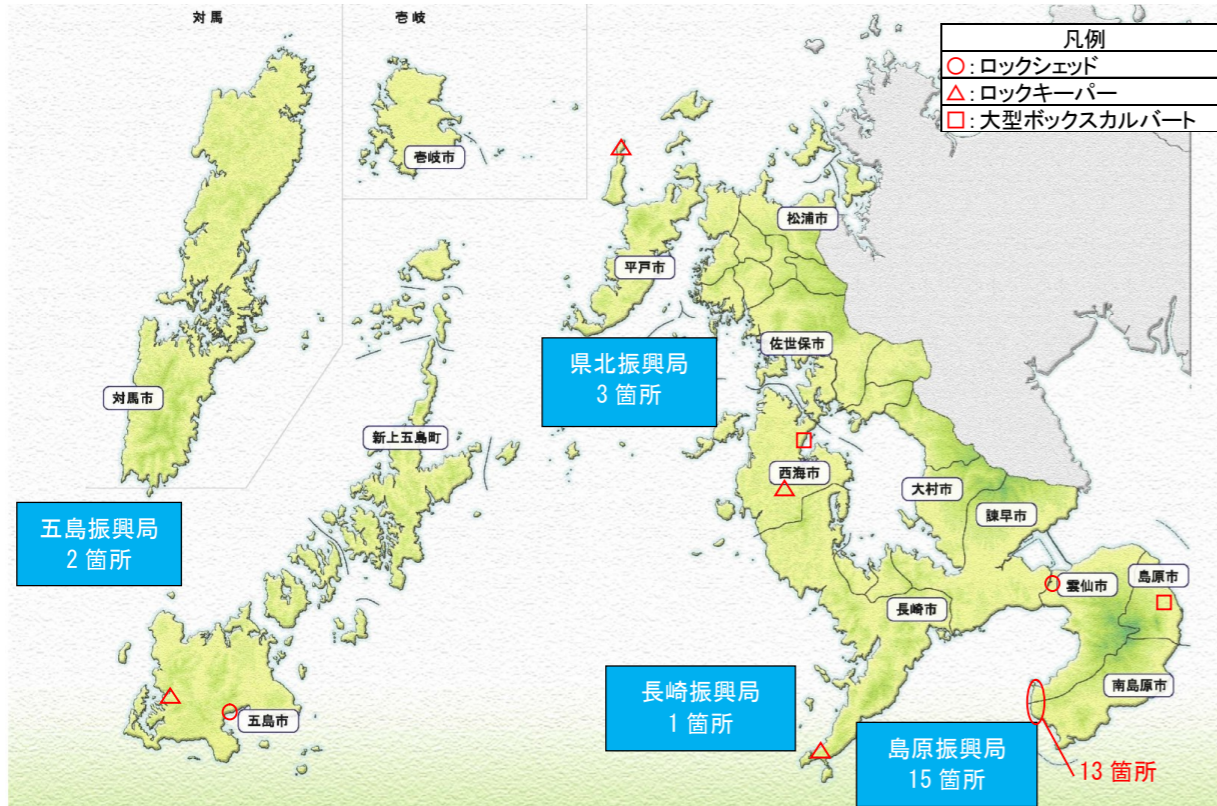 対馬
壱岐
凡例
○：ロックシェッド
△：ロックキーパー
□：大型ボックスカルバート
壱岐市
松浦市
平戸市
佐世保市
県北振興局
3 箇所
対馬市
新上五島町
西海市
大村市
諫早市
五島振興局
2 箇所
雲仙市
島原市
長崎市
南島原市
長崎振興局
1 箇所
五島市
島原振興局
15 箇所
13 箇所